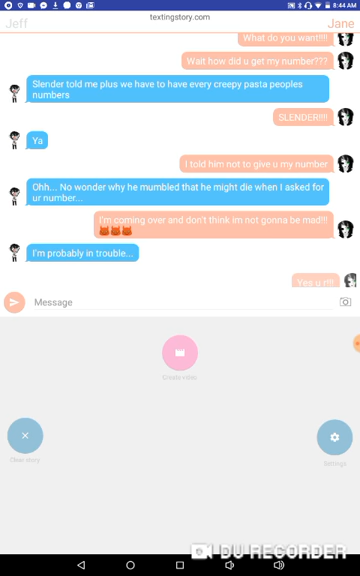 8:44 AM
textingstory.com
Jeff
Jane
What do you want!!!!
Wait how did u get my number???
Slender told me plus we have to have every creepy pasta peoples
numbers
SLENDER!!!!
Ya
I told him not to give u my number
Ohh... No wonder why he mumbled that he might die when I asked for
ur number...
I'm coming over and don't think im not gonna be mad!!!
😈😈😈
I'm probably in trouble...
Yes u r!!!
Message
Create video
Clear story
Settings
DU RECORDER